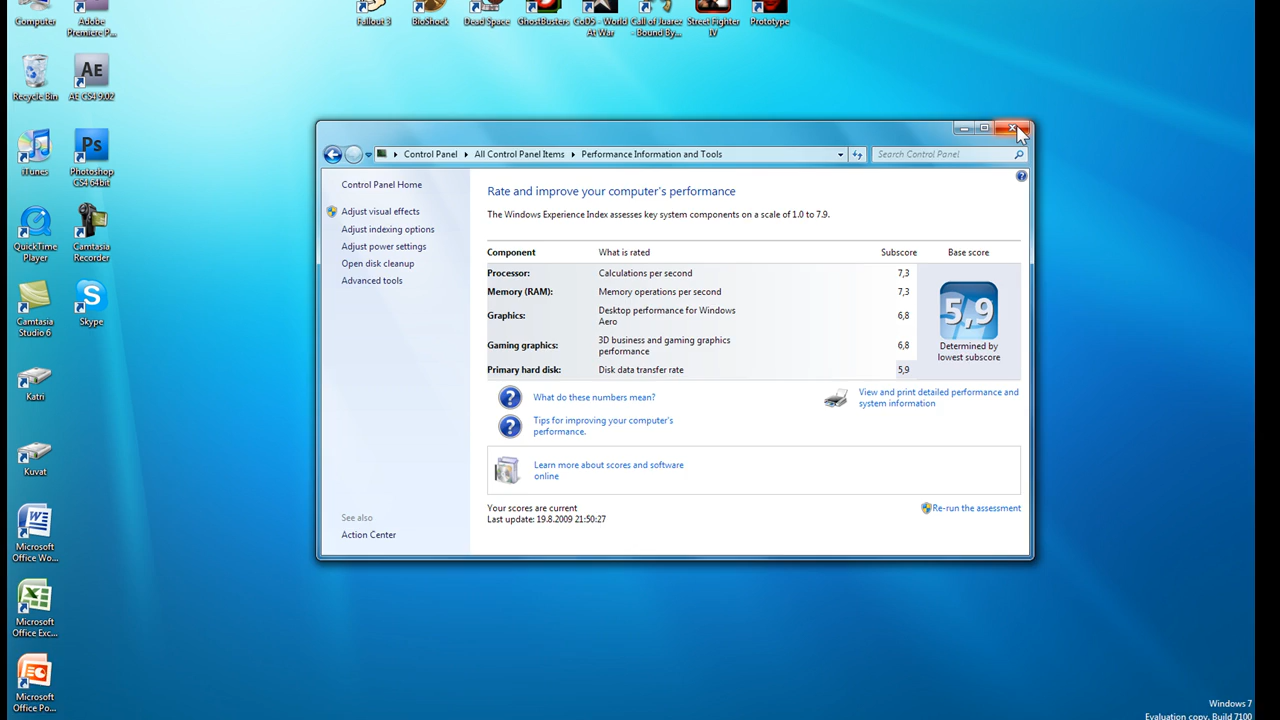 Computer
Adobe
Premiere P...
Fallout 3
BioShock
Dead Space
GhostBusters
CoD5 - World
At War
Call of Juarez
- Bound By...
Street Fighter
IV
Prototype
Recycle Bin
AE
AE CS4 9.02
iTunes
Ps
Photoshop
CS4 64bit
QuickTime
Player
Camtasia
Recorder
Camtasia
Studio 6
Skype
Katri
Kuvat
Microsoft
Office Wo...
Microsoft
Office Exc...
Microsoft
Office Po...
Control Panel
All Control Panel Items
Performance Information and Tools
Search Control Panel
Control Panel Home
Adjust visual effects
Adjust indexing options
Adjust power settings
Open disk cleanup
Advanced tools
See also
Action Center
Rate and improve your computer's performance
The Windows Experience Index assesses key system components on a scale of 1.0 to 7.9.
Component What is rated Subscore Base score
Processor: Calculations per second 7,3
Memory (RAM): Memory operations per second 7,3
Graphics: Desktop performance for Windows Aero 6,8
Gaming graphics: 3D business and gaming graphics performance 6,8
Primary hard disk: Disk data transfer rate 5,9
5,9
Determined by
lowest subscore
What do these numbers mean?
Tips for improving your computer's
performance.
View and print detailed performance and
system information
Learn more about scores and software
online
Your scores are current
Last update: 19.8.2009 21:50:27
Re-run the assessment
Windows 7
Evaluation copy. Build 7100